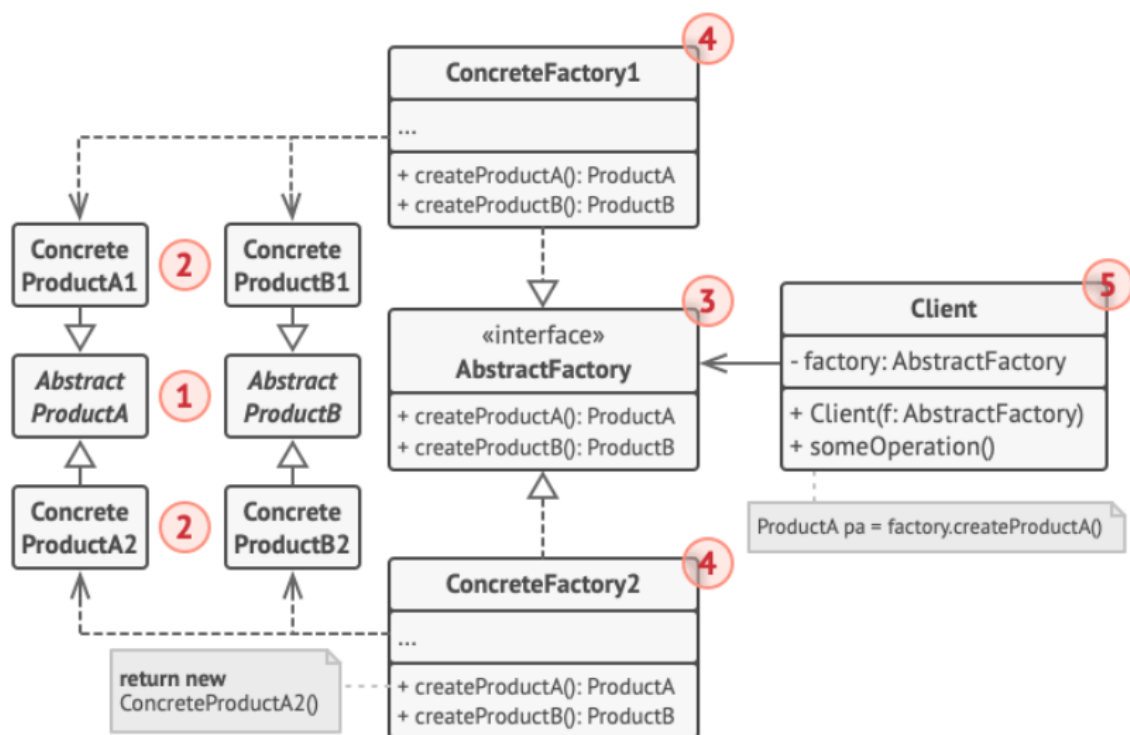 4
ConcreteFactory1
...
+ createProductA(): ProductA
+ createProductB(): ProductB
Concrete
ProductA1
2
Concrete
ProductB1
3
5
«interface»
AbstractFactory
+ createProductA(): ProductA
+ createProductB(): ProductB
Client
- factory: AbstractFactory
+ Client(f: AbstractFactory)
+ someOperation()
Abstract
ProductA
1
Abstract
ProductB
Concrete
ProductA2
2
Concrete
ProductB2
ProductA pa = factory.createProductA()
4
ConcreteFactory2
...
+ createProductA(): ProductA
+ createProductB(): ProductB
return new
ConcreteProductA2()